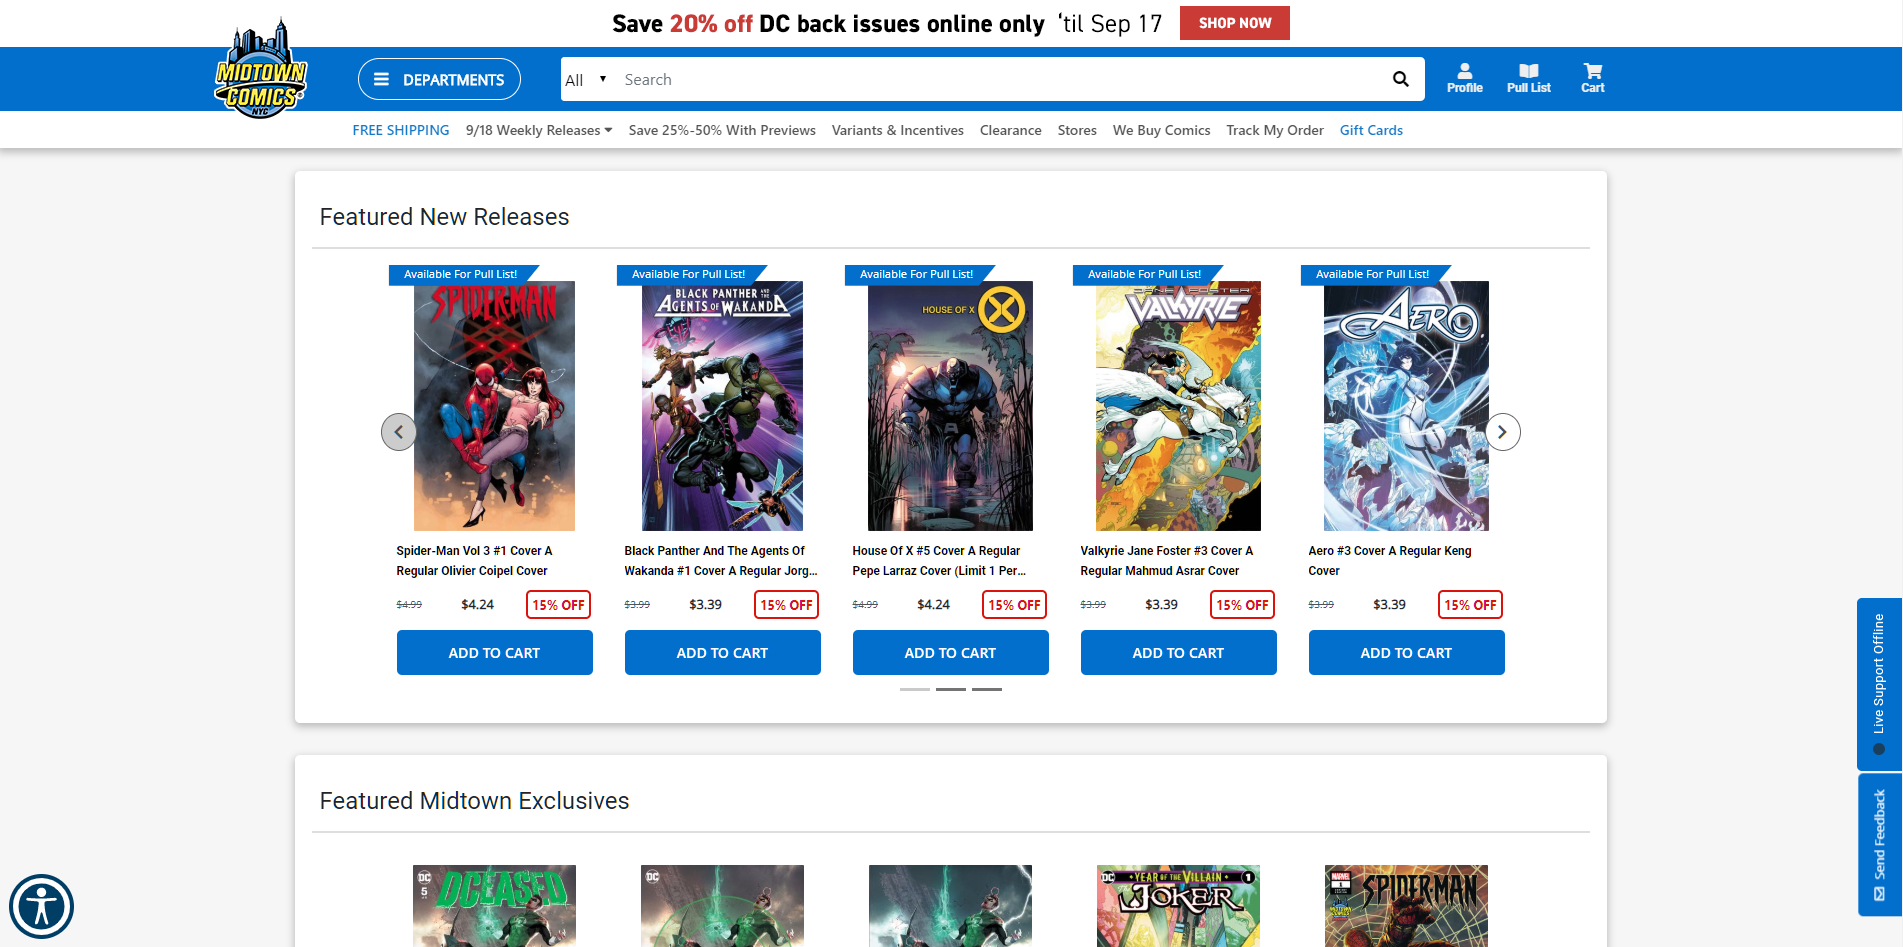 Save 20% off DC back issues online only 'til Sep 17 SHOP NOW
MIDTOWN
COMICS
NYC
DEPARTMENTS
All
Search
Profile
Pull List
Cart
FREE SHIPPING 9/18 Weekly Releases Save 25%-50% With Previews Variants & Incentives Clearance Stores We Buy Comics Track My Order Gift Cards
Featured New Releases
Available For Pull List! Available For Pull List! Available For Pull List! Available For Pull List! Available For Pull List!
SPIDER-MAN
BLACK PANTHER AND THE
AGENTS OF WAKANDA
HOUSE OF X
JANE FOSTER
VALKYRIE
AERO
Spider-Man Vol 3 #1 Cover A
Regular Olivier Coipel Cover
$4.99 $4.24 15% OFF
ADD TO CART
Black Panther And The Agents Of
Wakanda #1 Cover A Regular Jorg...
$3.99 $3.39 15% OFF
ADD TO CART
House Of X #5 Cover A Regular
Pepe Larraz Cover (Limit 1 Per...
$4.99 $4.24 15% OFF
ADD TO CART
Valkyrie Jane Foster #3 Cover A
Regular Mahmud Asrar Cover
$3.99 $3.39 15% OFF
ADD TO CART
Aero #3 Cover A Regular Keng
Cover
$3.99 $3.39 15% OFF
ADD TO CART
Live Support Offline
Send Feedback
Featured Midtown Exclusives
DC
5
DCEASED
DC
DC
YEAR OF THE VILLAIN
1
THE
JOKER
MARVEL
1
MIDTOWN
COMICS
SPIDER-MAN